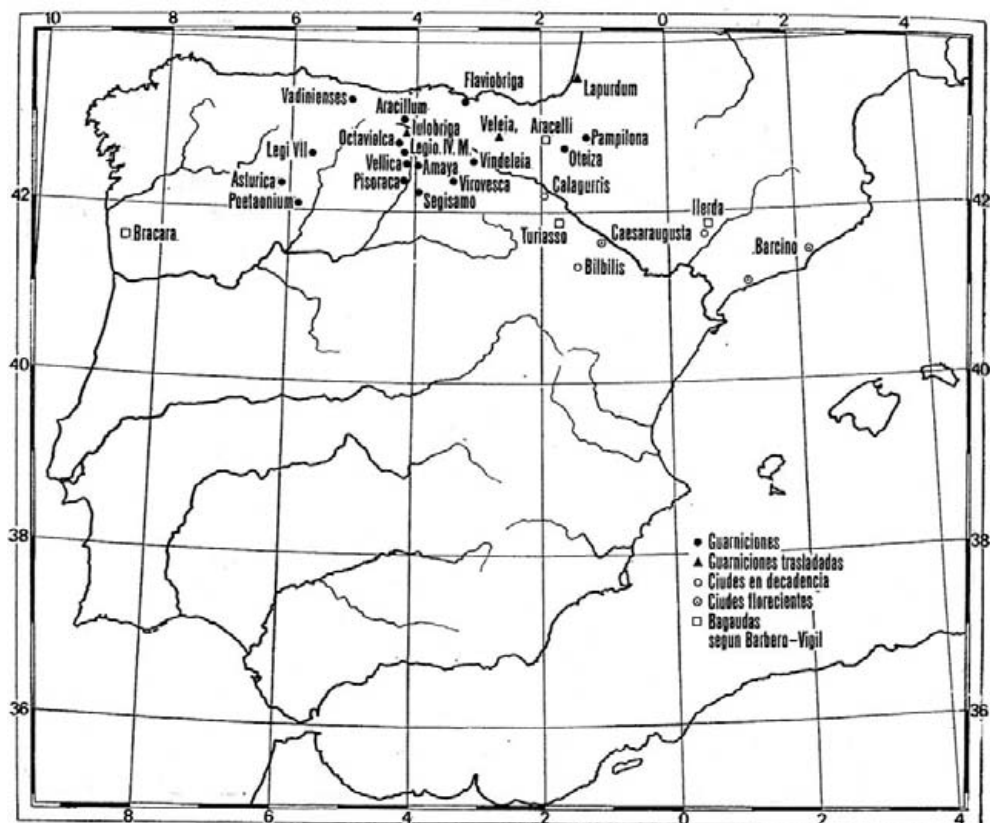 10 8 6 4 2 0 2 4
Lapurdum
Flaviobriga
Vadinienses
Aracillum
Iulobriga
Veleia,
Aracelli
Pampilona
Octaviolca
Legi VII
Legio. IV. M.
Oteiza
Vellica
Amaya
Vindeleia
Asturica
Pisoraca
Virovesca
Calagurris
42
Poetaonium
Segisamo
42
Ilerda
Bracara
Turiasso
Caesaraugusta
Barcino
Bilbilis
40
40
38
38
Guarniciones
Guarniciones trasladadas
Ciudes en decadencia
Ciudes florecientes
Bagaudas
segun Barbero-Vigil
36
36
8 6 4 2 0 2 4